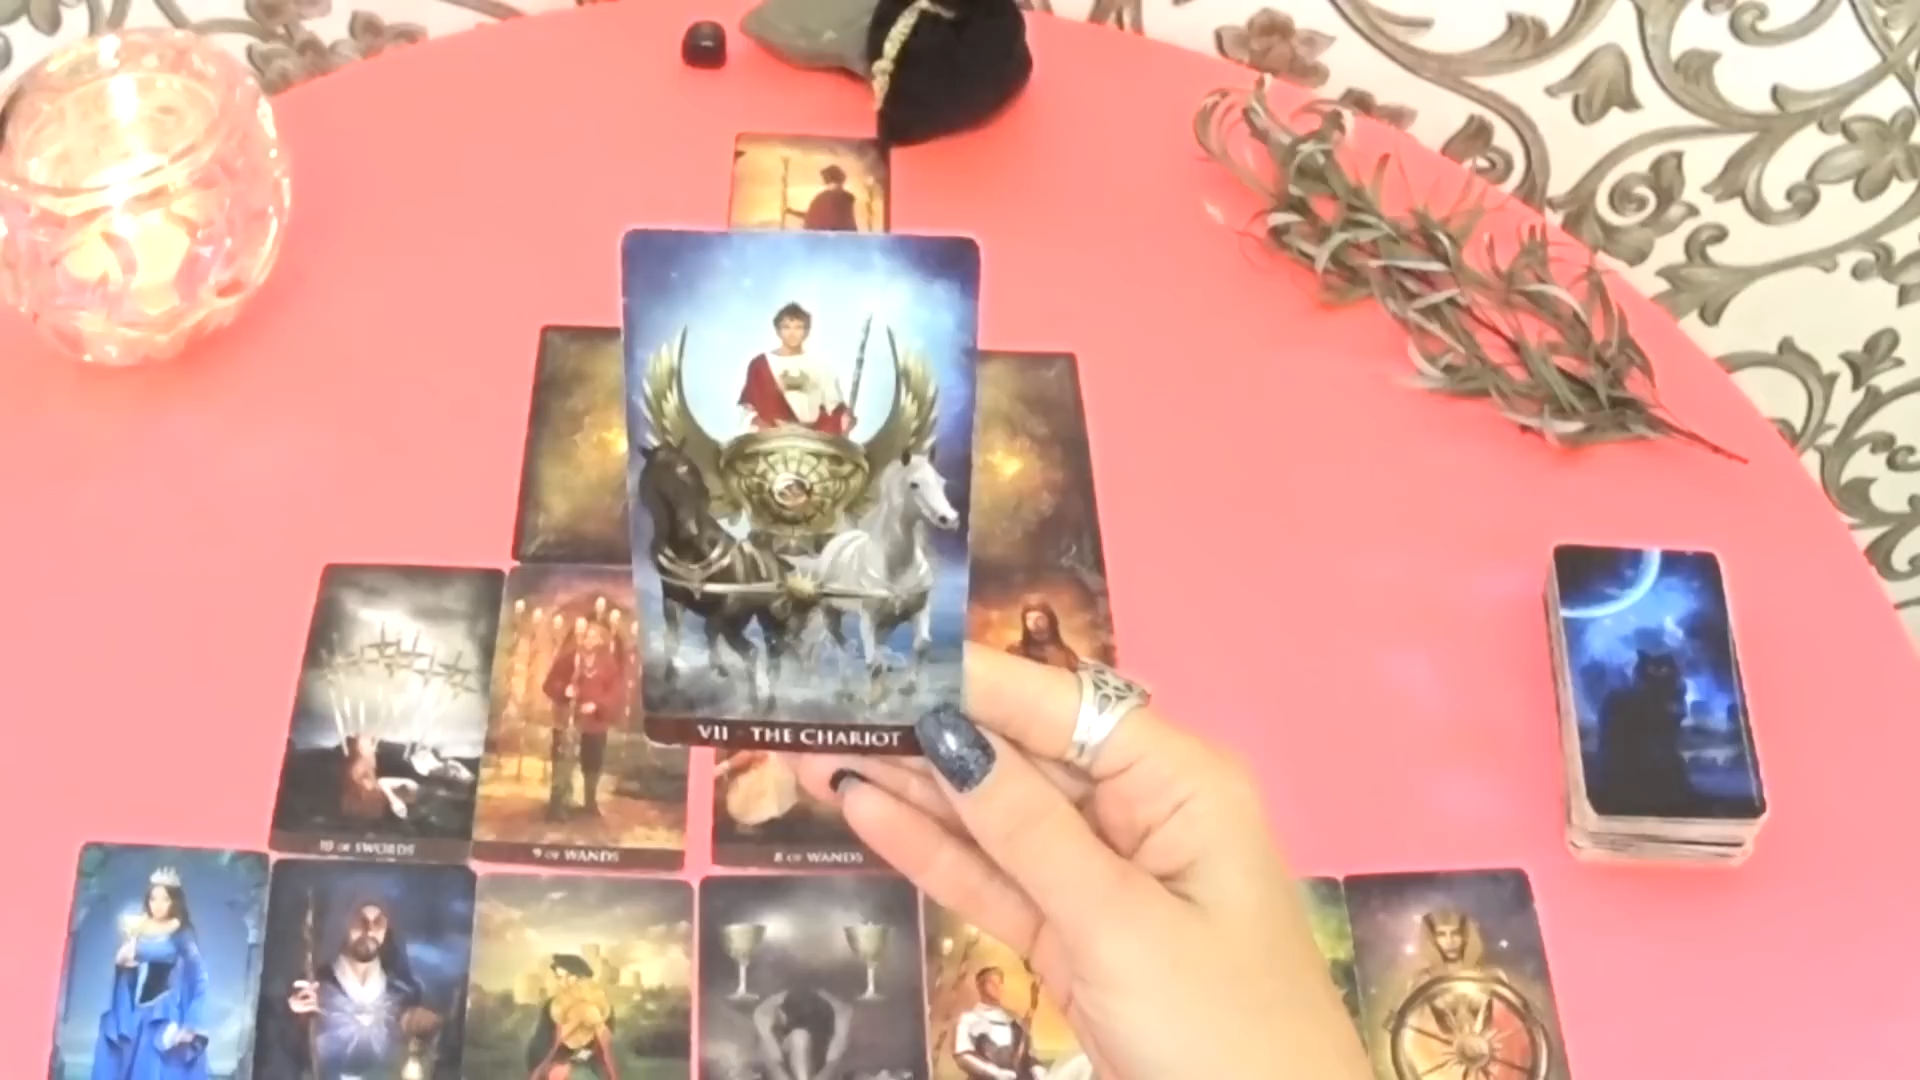 VII · THE CHARIOT
10 OF SWORDS
9 OF WANDS
8 OF WANDS